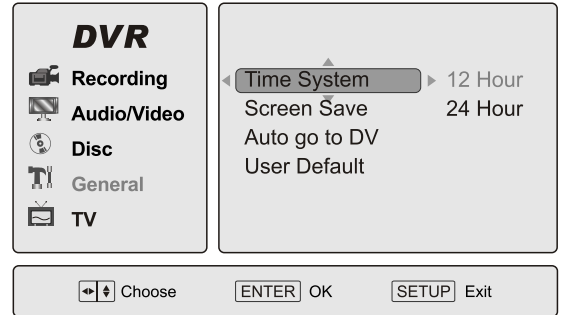 DVR
Recording
Audio/Video
Disc
General
TV
Time System
Screen Save
Auto go to DV
User Default
12 Hour
24 Hour
Choose ENTER OK SETUP Exit